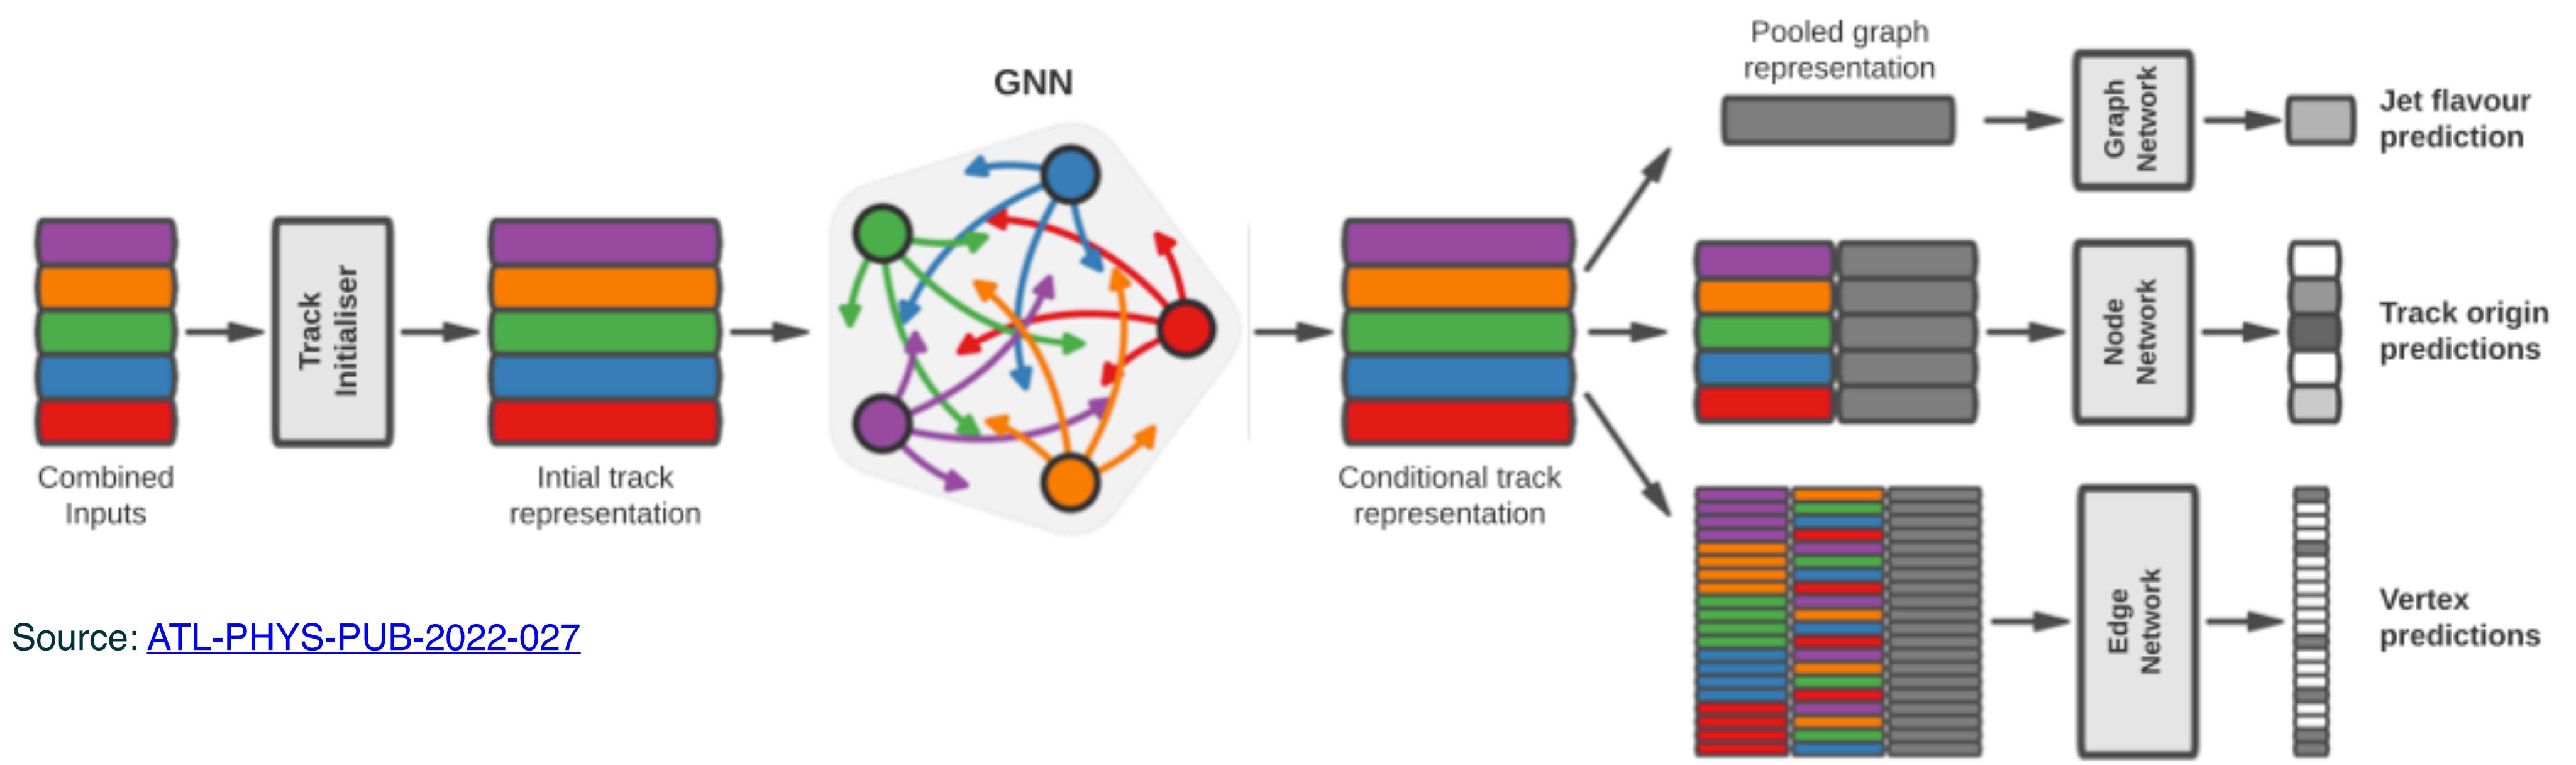 Combined
Inputs
Track
Initialiser
Intial track
representation
GNN
Conditional track
representation
Pooled graph
representation
Graph
Network
Jet flavour
prediction
Node
Network
Track origin
predictions
Edge
Network
Vertex
predictions
Source: ATL-PHYS-PUB-2022-027